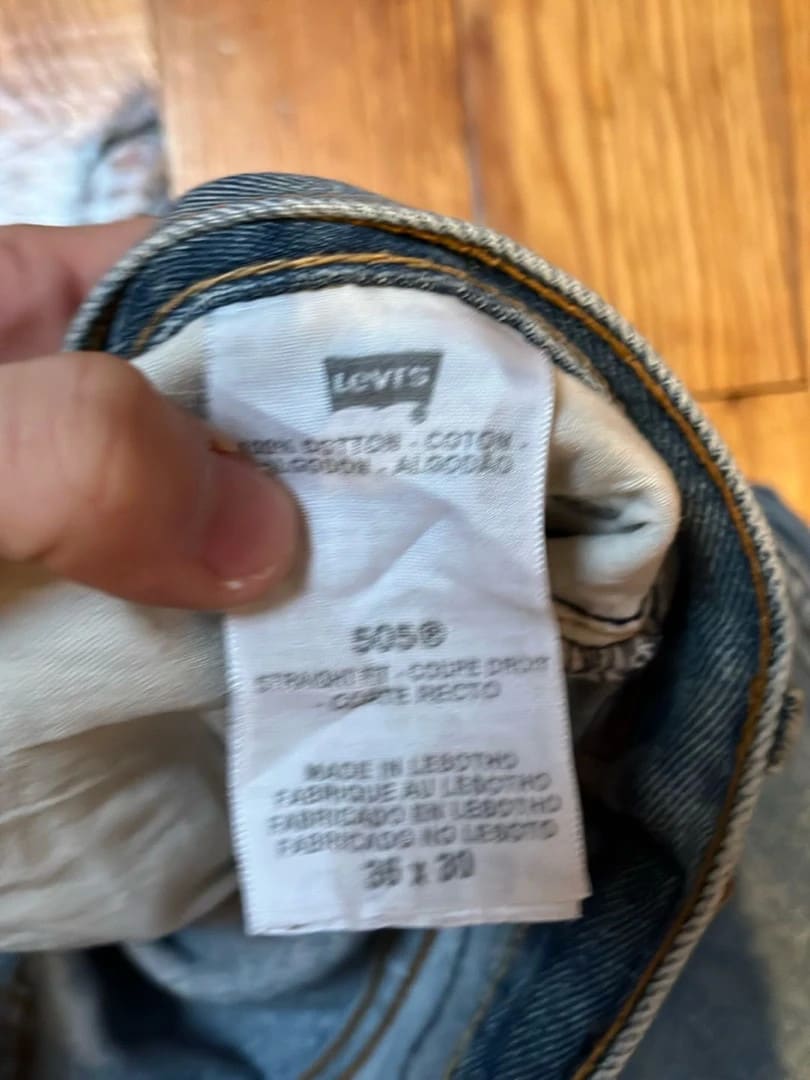 Levi's
100% COTTON - COTON -
ALGODON - ALGODÃO
505®
STRAIGHT FIT - COUPE DROIT
- CORTE RECTO
MADE IN LESOTHO
FABRIQUE AU LESOTHO
FABRICADO EN LESOTHO
FABRICADO NO LESOTO
36 x 30